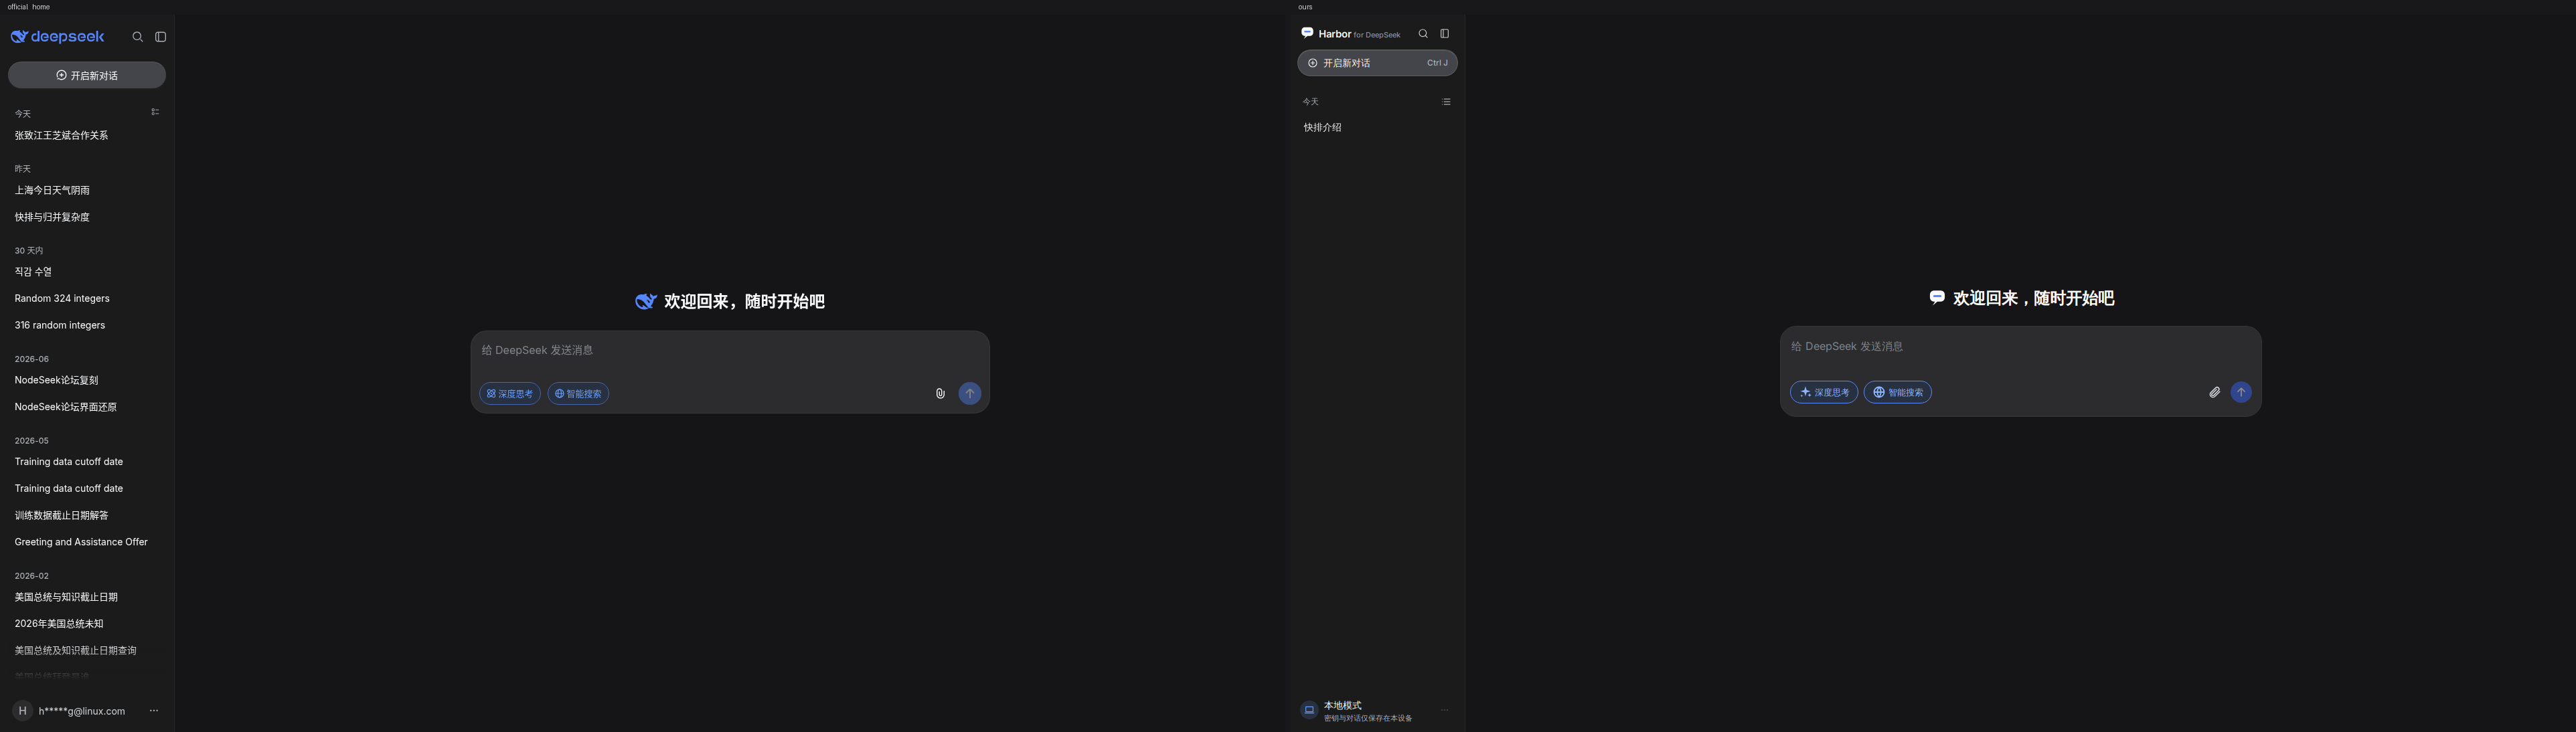 official home
deepseek
开启新对话
今天
张致江王芝斌合作关系
昨天
上海今日天气阴雨
快排与归并复杂度
30 天内
직감 수열
Random 324 integers
316 random integers
2026-06
NodeSeek论坛复刻
NodeSeek论坛界面还原
2026-05
Training data cutoff date
Training data cutoff date
训练数据截止日期解答
Greeting and Assistance Offer
2026-02
美国总统与知识截止日期
2026年美国总统未知
美国总统及知识截止日期查询
H h*****g@linux.com
欢迎回来，随时开始吧
给 DeepSeek 发送消息
深度思考 智能搜索
ours
Harbor for DeepSeek
开启新对话 Ctrl J
今天
快排介绍
本地模式
密钥与对话仅保存在本设备
欢迎回来，随时开始吧
给 DeepSeek 发送消息
深度思考 智能搜索